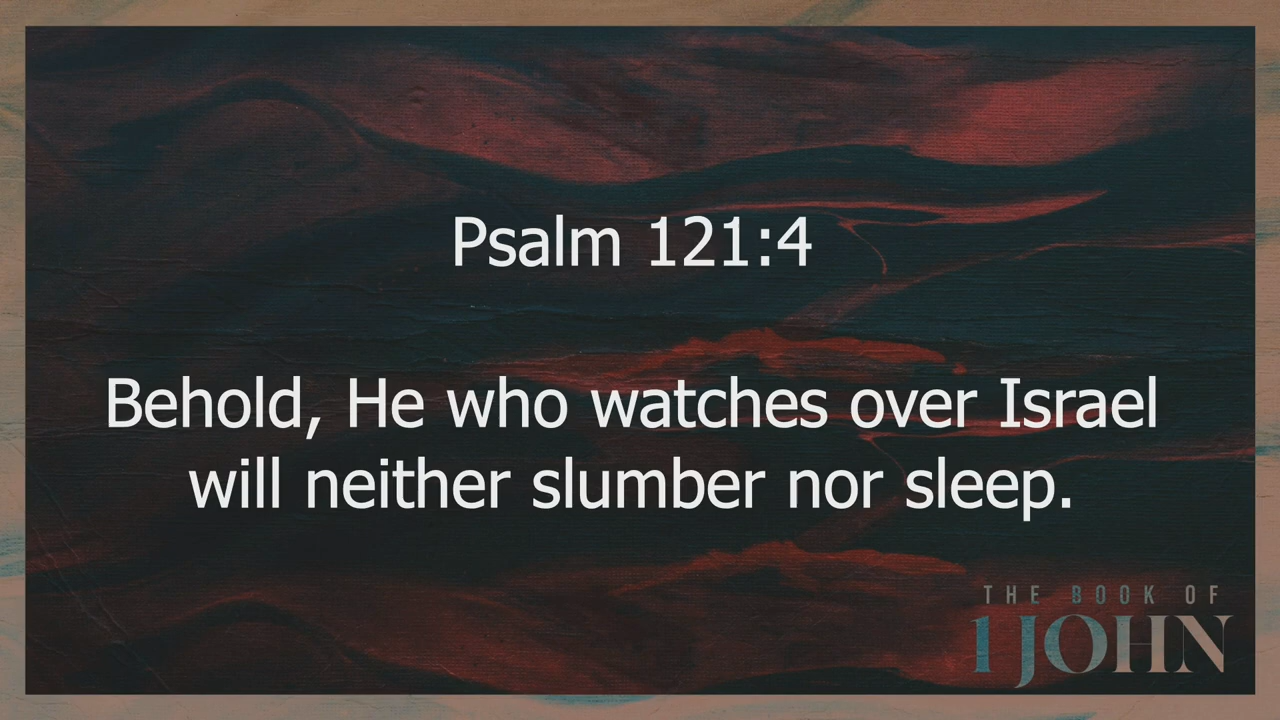 Psalm 121:4
Behold, He who watches over Israel
will neither slumber nor sleep.
THE BOOK OF
1 JOHN